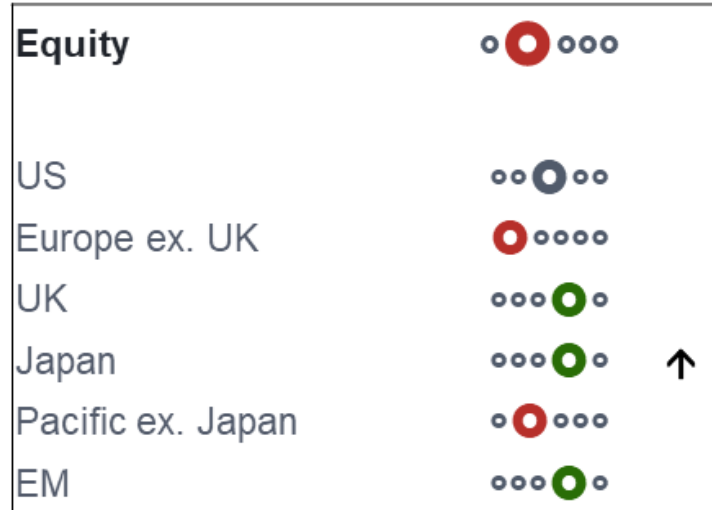 Equity
US
Europe ex. UK
UK
Japan
Pacific ex. Japan
EM